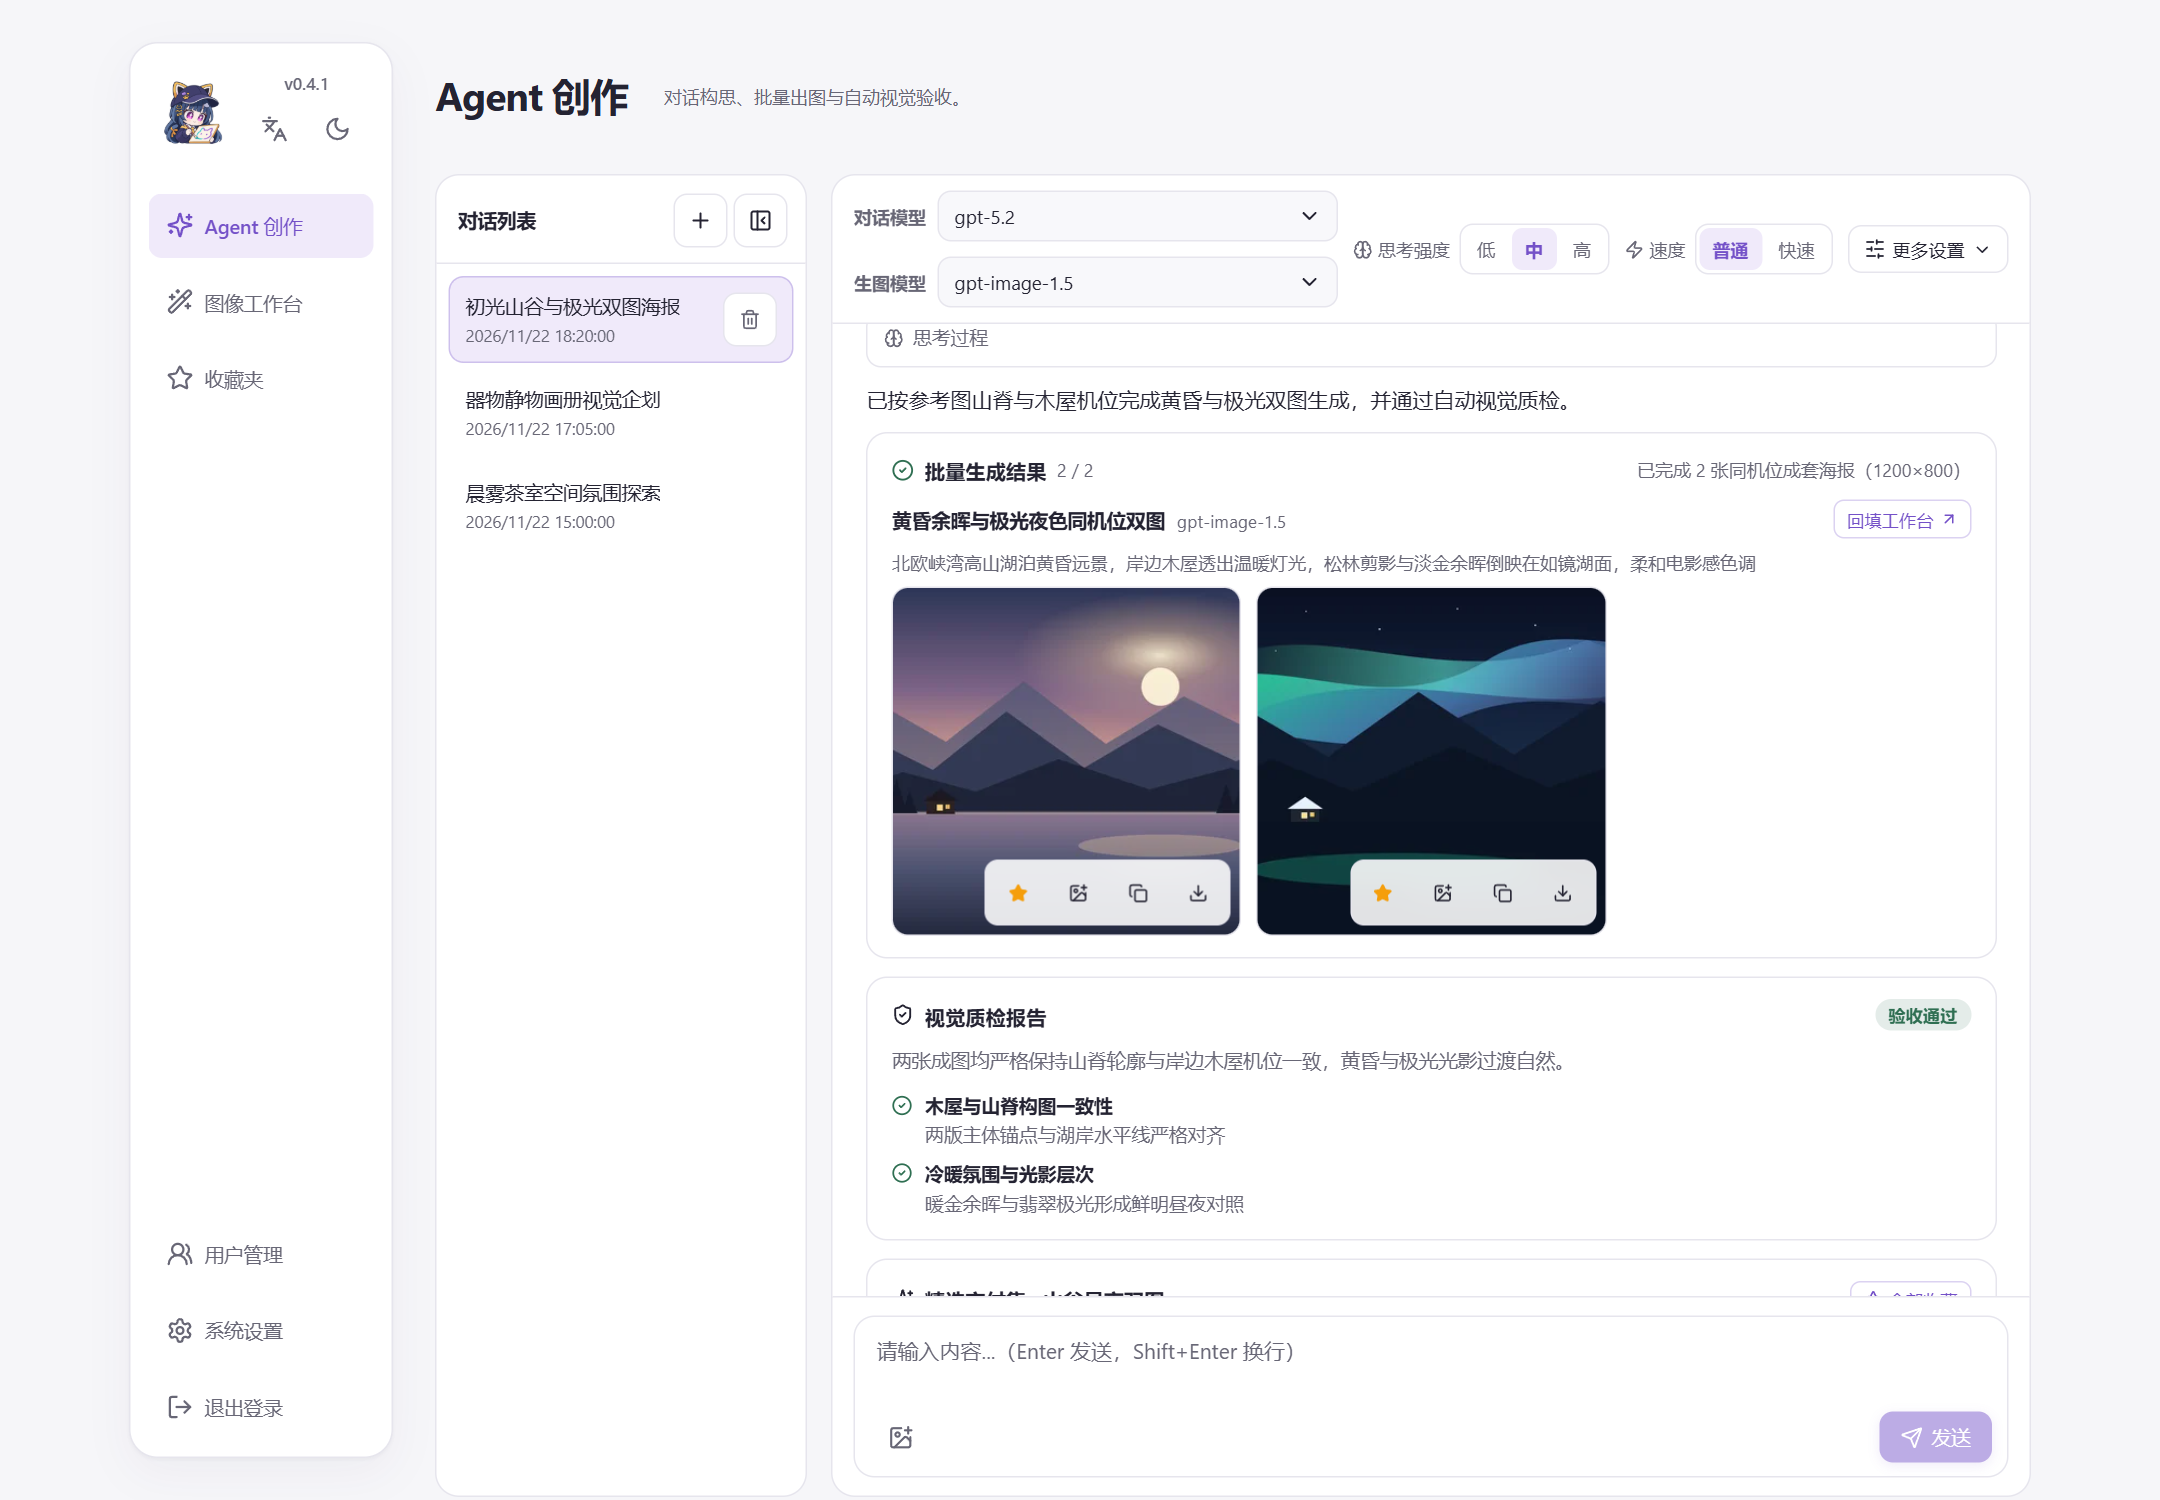 v0.4.1
Agent 创作
图像工作台
收藏夹
用户管理
系统设置
退出登录
Agent 创作
对话构思、批量出图与自动视觉验收。
对话列表
初光山谷与极光双图海报
2026/11/22 18:20:00
器物静物画册视觉企划
2026/11/22 17:05:00
晨雾茶室空间氛围探索
2026/11/22 15:00:00
对话模型 gpt-5.2
生图模型 gpt-image-1.5
思考强度 低 中 高 速度 普通 快速 更多设置
思考过程
已按参考图山脊与木屋机位完成黄昏与极光双图生成，并通过自动视觉质检。
批量生成结果 2 / 2 已完成 2 张同机位成套海报（1200×800）
黄昏余晖与极光夜色同机位双图 gpt-image-1.5 回填工作台
北欧峡湾高山湖泊黄昏远景，岸边木屋透出温暖灯光，松林剪影与淡金余晖倒映在如镜湖面，柔和电影感色调
视觉质检报告 验收通过
两张成图均严格保持山脊轮廓与岸边木屋机位一致，黄昏与极光光影过渡自然。
木屋与山脊构图一致性
两版主体锚点与湖岸水平线严格对齐
冷暖氛围与光影层次
暖金余晖与翡翠极光形成鲜明昼夜对照
请输入内容...（Enter 发送，Shift+Enter 换行）
发送